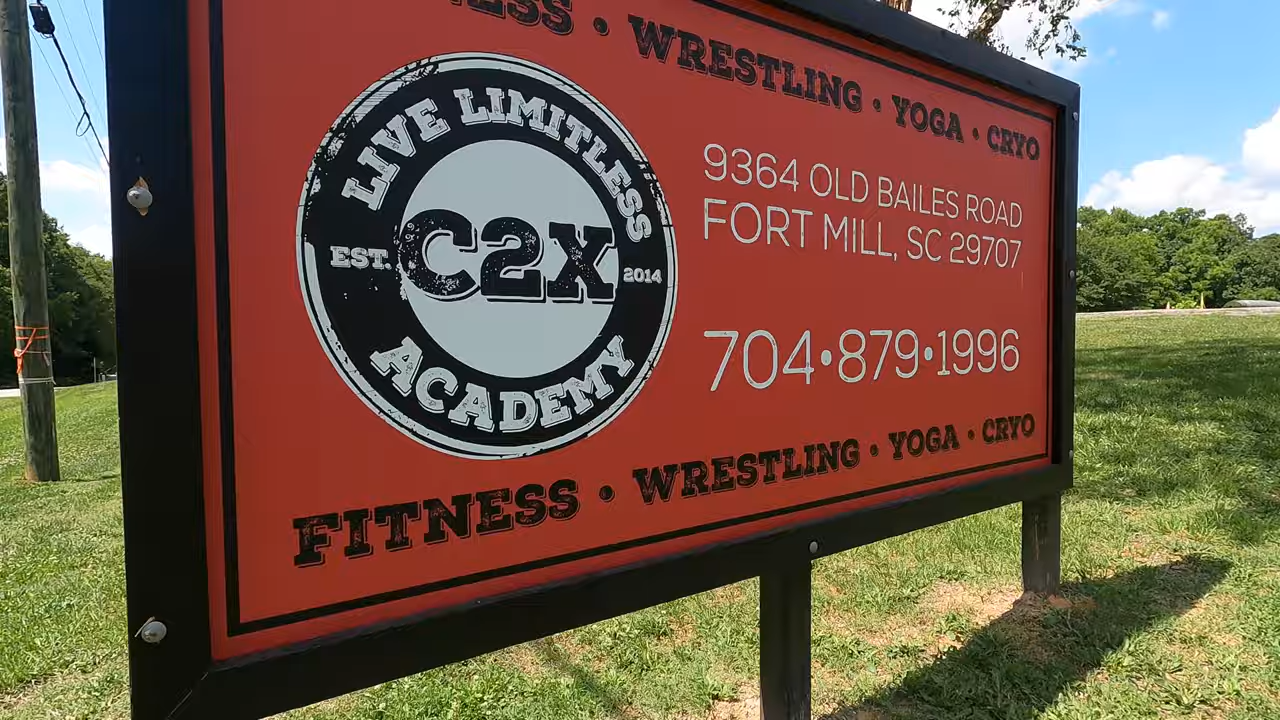 WRESTLING • YOGA • CRYO
LIVE LIMITLESS
EST. C2X 2014
ACADEMY
9364 OLD BAILES ROAD
FORT MILL, SC 29707
704•879•1996
FITNESS • WRESTLING • YOGA • CRYO